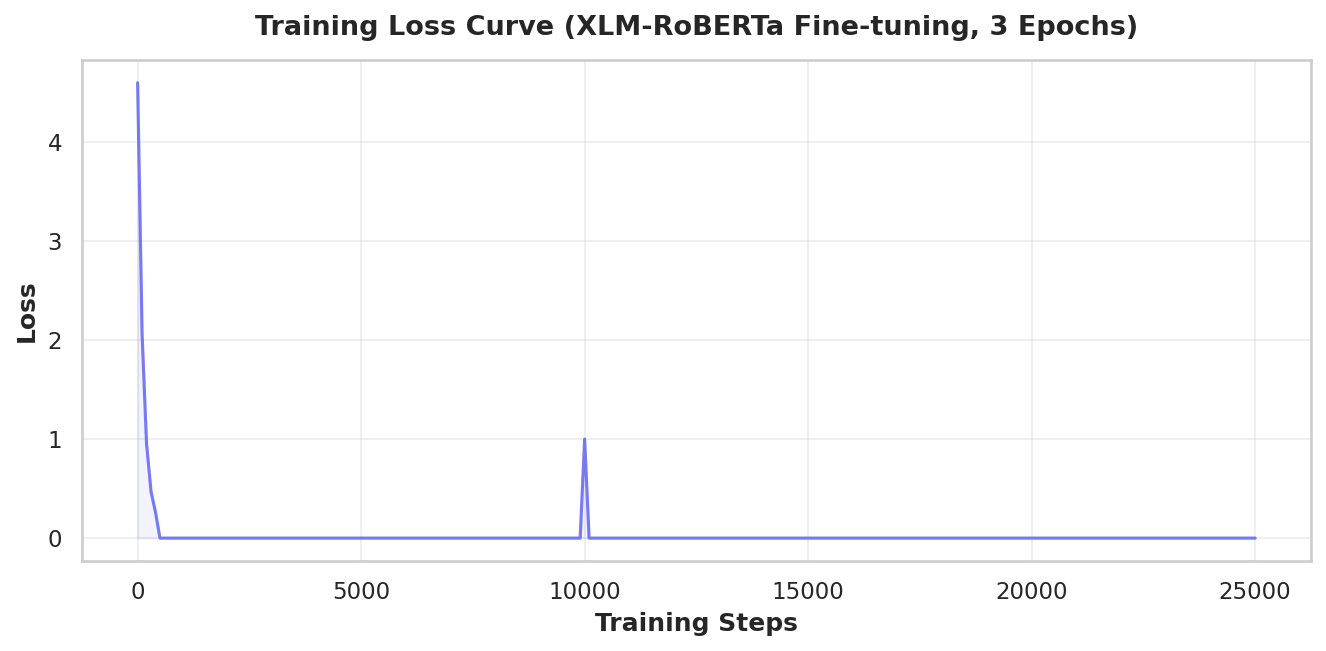 Training Loss Curve (XLM-RoBERTa Fine-tuning, 3 Epochs)
4
3
2
1
0
Loss
0 5000 10000 15000 20000 25000
Training Steps